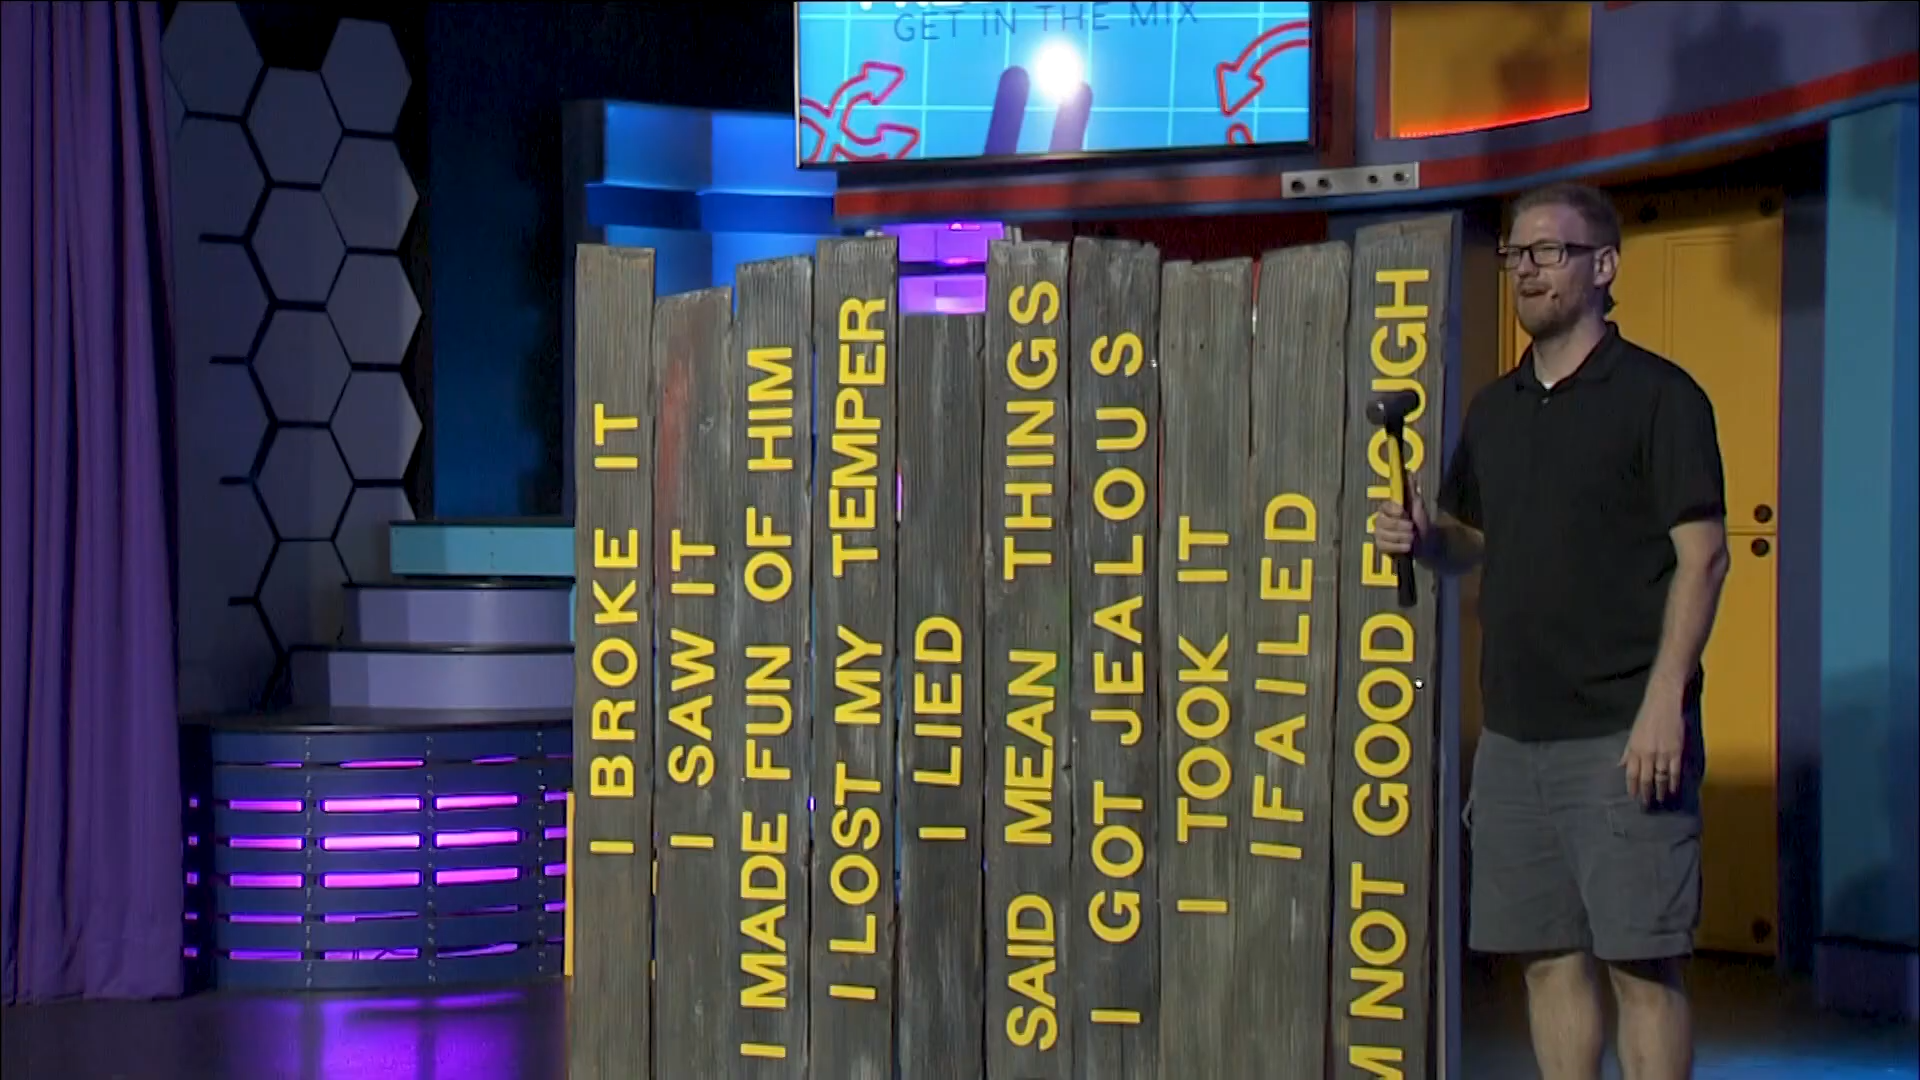 GET IN THE MIX
I BROKE IT
I SAW IT
I MADE FUN OF HIM
I LOST MY TEMPER
I LIED
SAID MEAN THINGS
I GOT JEALOUS
I TOOK IT
I FAILED
M NOT GOOD ENOUGH